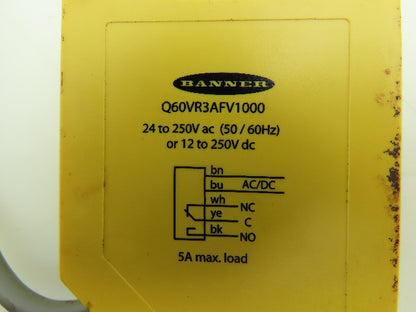 BANNER
Q60VR3AFV1000
24 to 250V ac (50 / 60Hz)
or 12 to 250V dc
bn
bu AC/DC
wh NC
ye C
bk NO
5A max. load